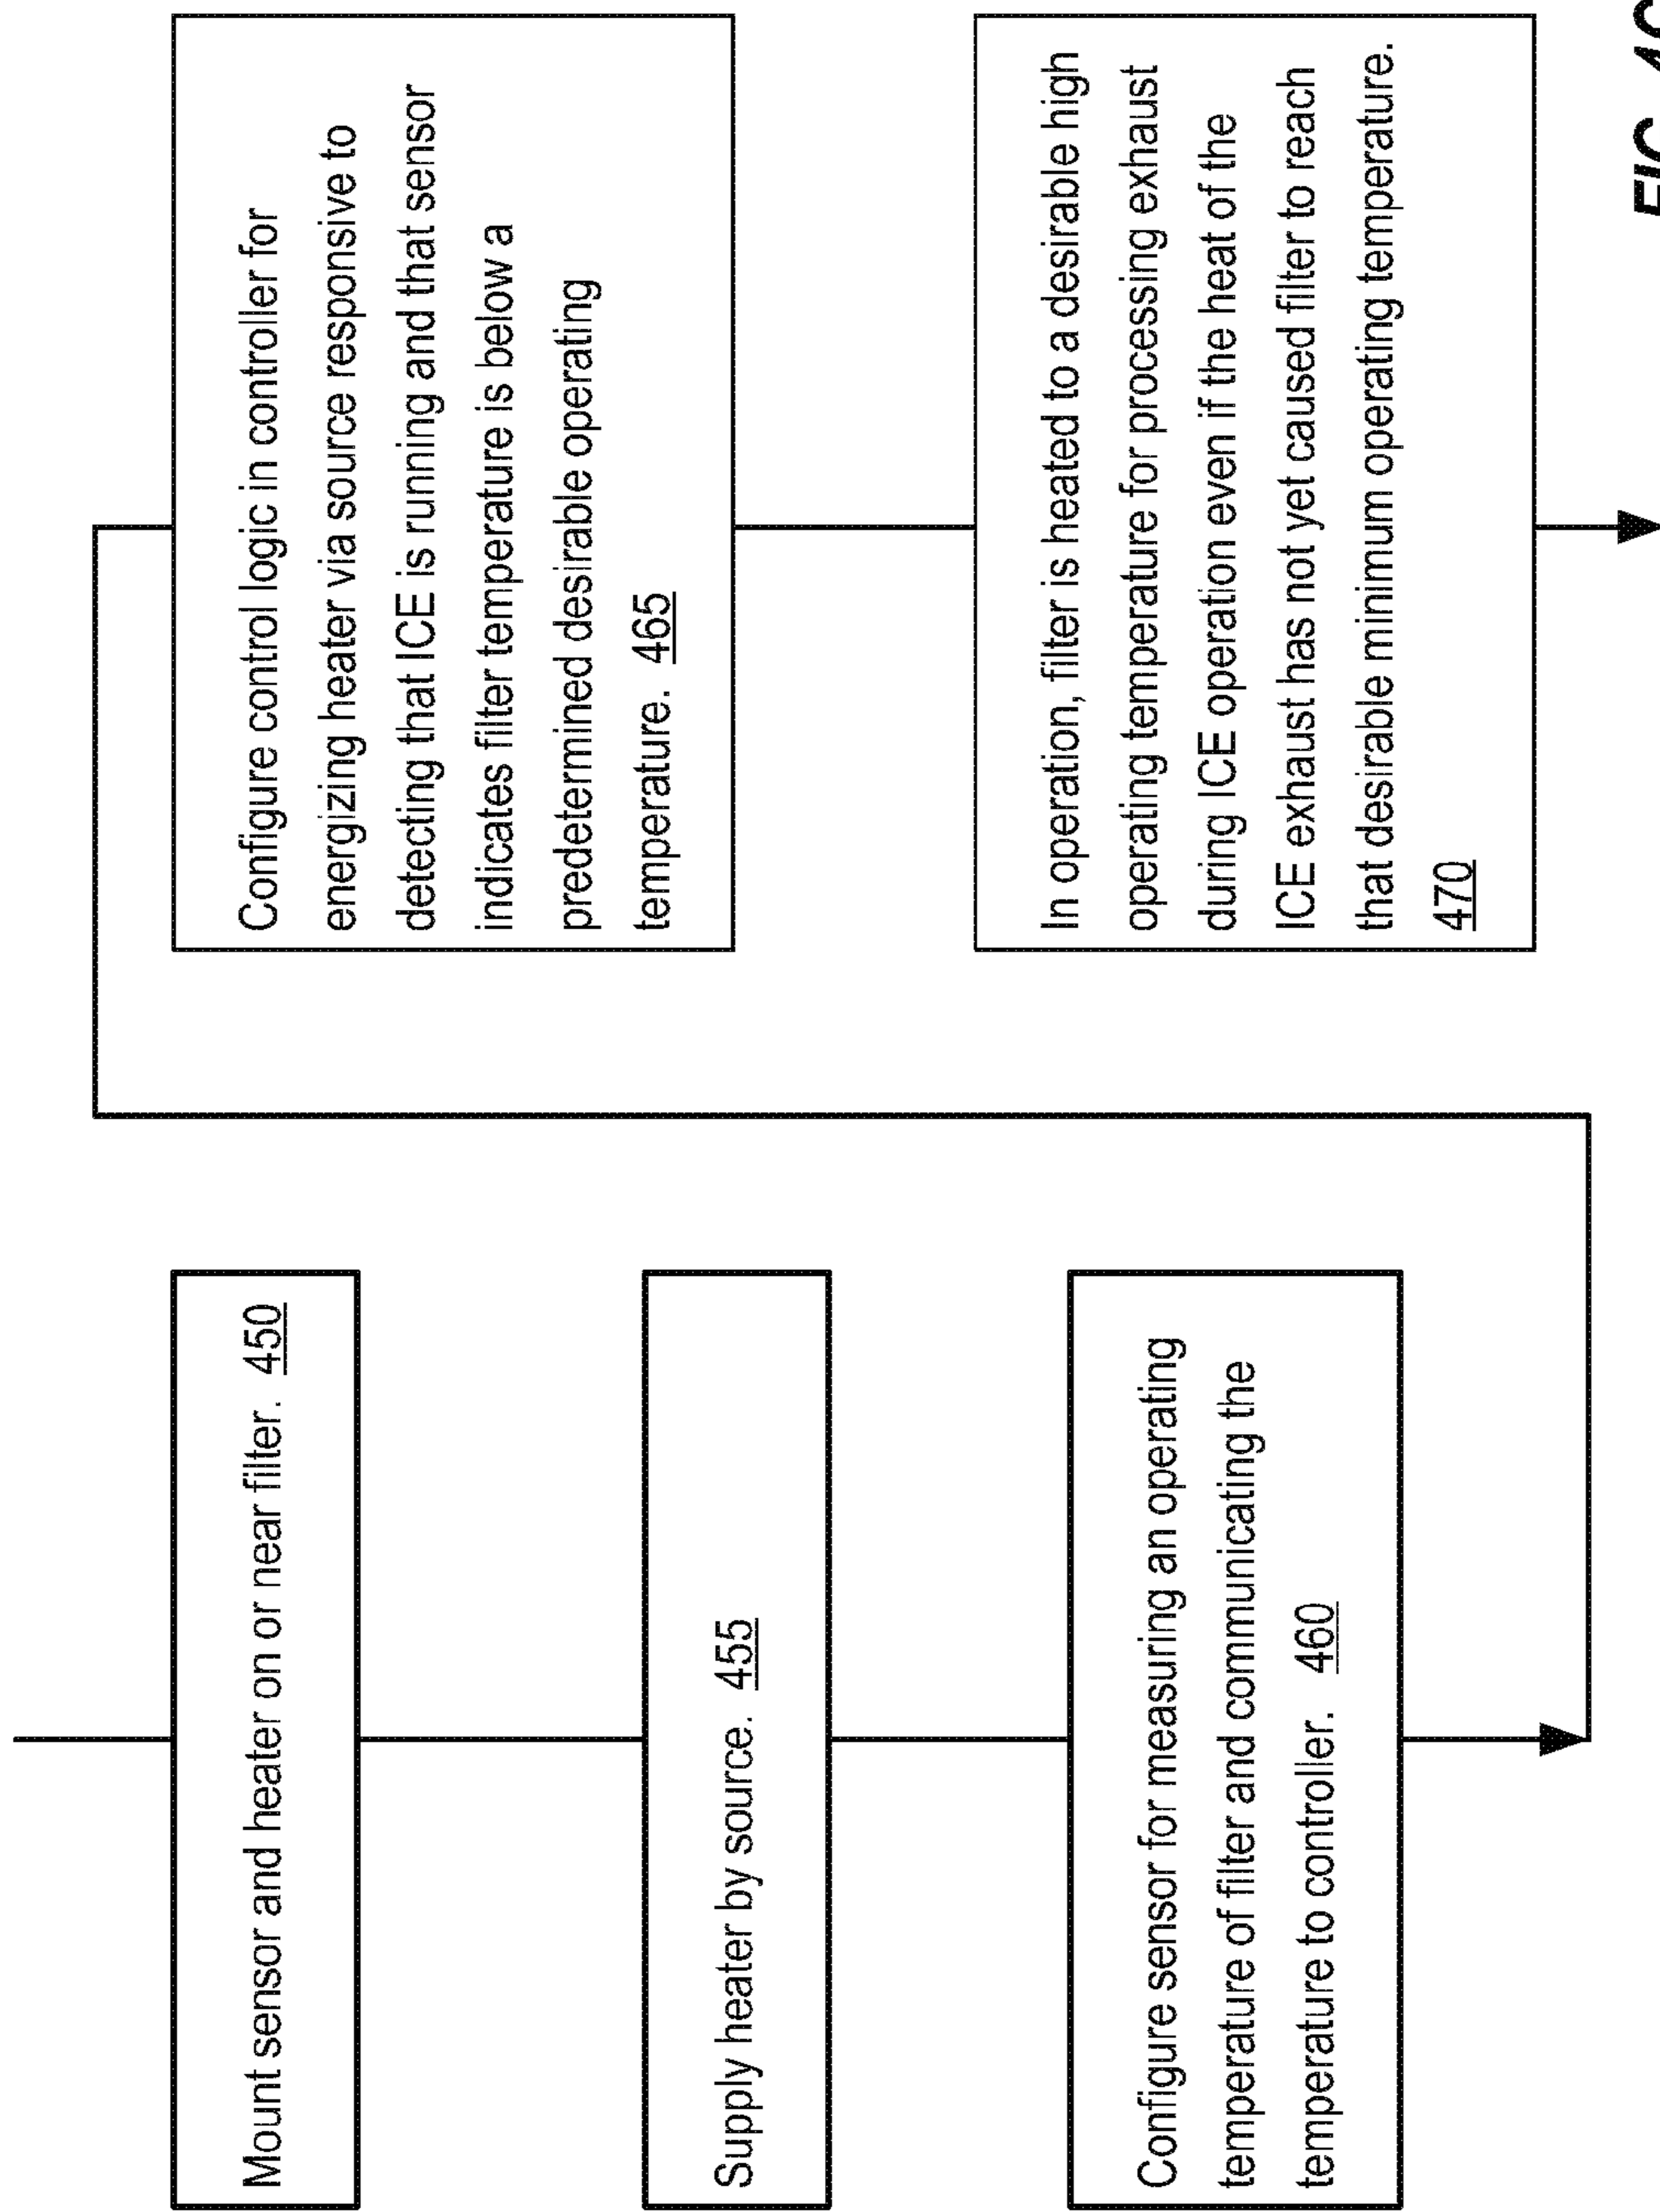 Mount sensor and heater on or near filter. 450
Supply heater by source. 455
Configure sensor for measuring an operating
temperature of filter and communicating the
temperature to controller. 460
Configure control logic in controller for
energizing heater via source responsive to
detecting that ICE is running and that sensor
indicates filter temperature is below a
predetermined desirable operating
temperature. 465
In operation, filter is heated to a desirable high
operating temperature for processing exhaust
during ICE operation even if the heat of the
ICE exhaust has not yet caused filter to reach
that desirable minimum operating temperature.
470
FIG. 4C